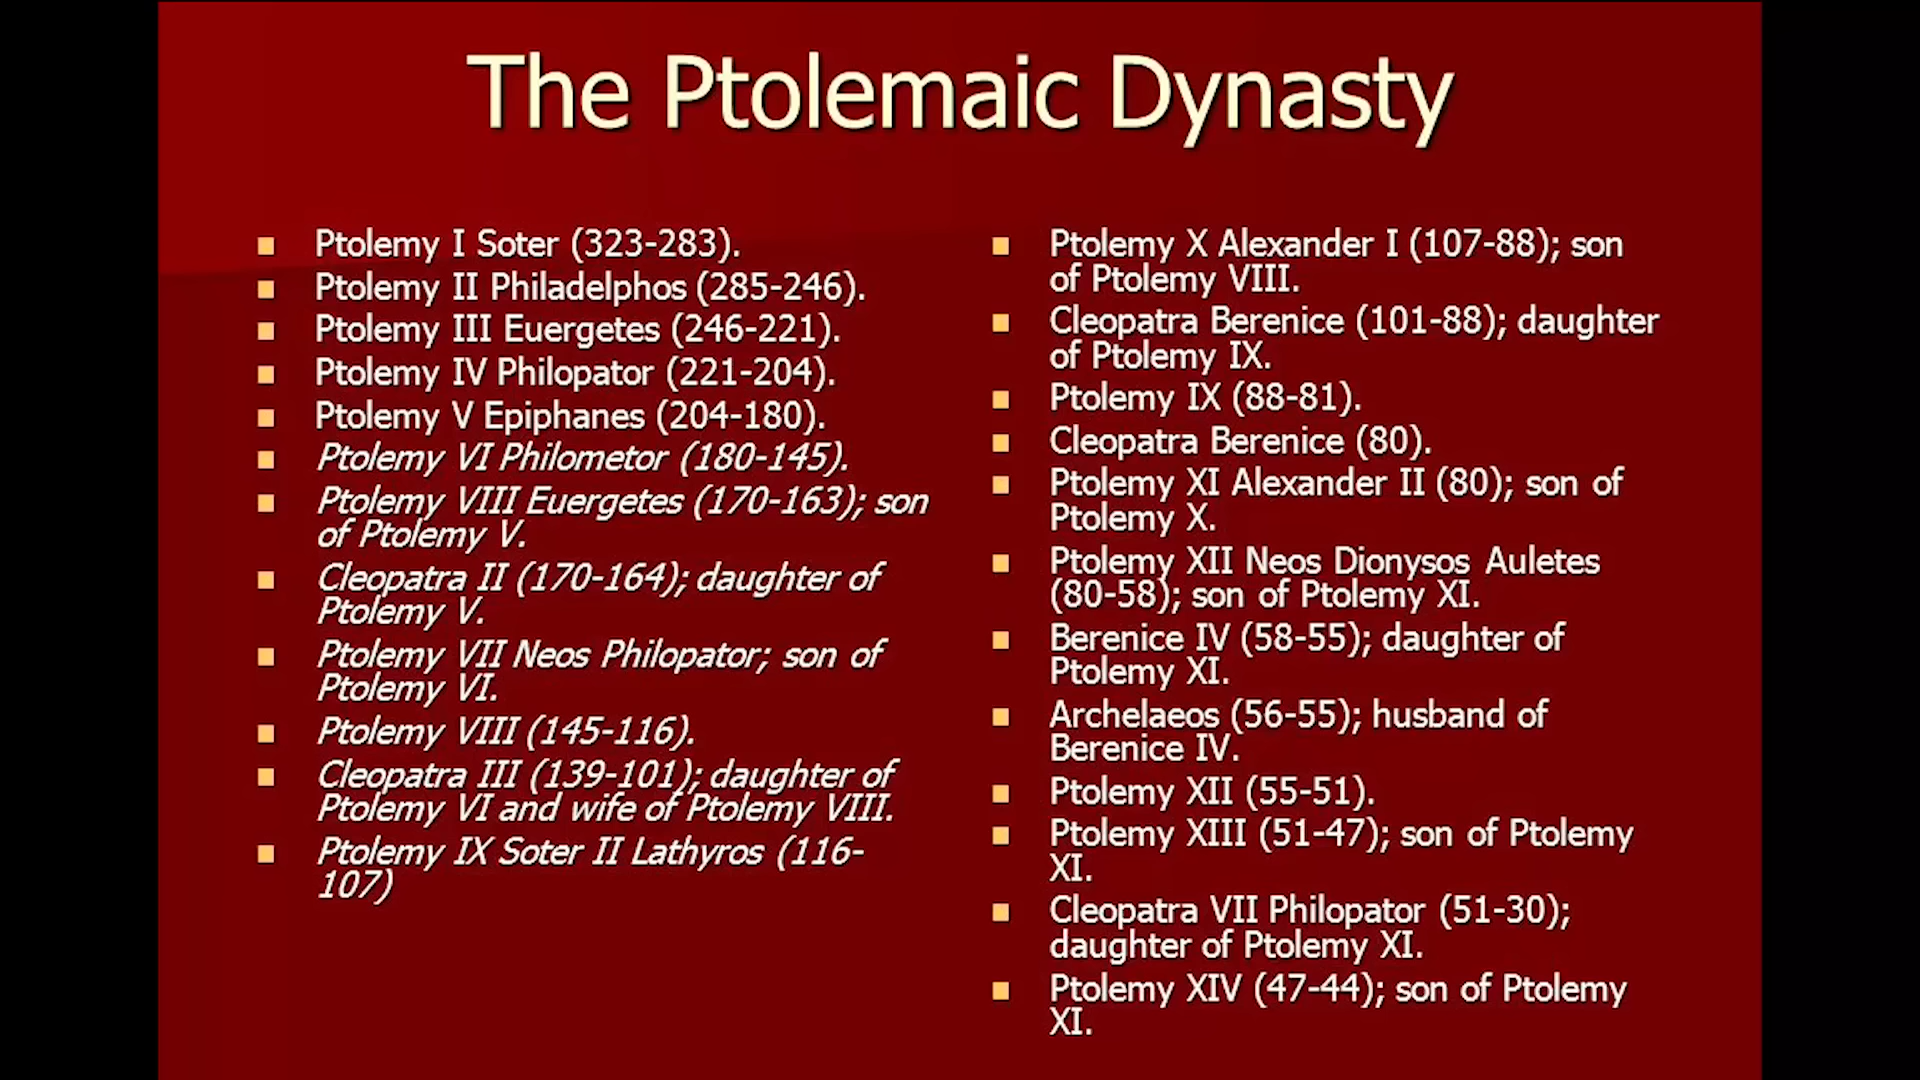 The Ptolemaic Dynasty
Ptolemy I Soter (323-283).
Ptolemy II Philadelphos (285-246).
Ptolemy III Euergetes (246-221).
Ptolemy IV Philopator (221-204).
Ptolemy V Epiphanes (204-180).
Ptolemy VI Philometor (180-145).
Ptolemy VIII Euergetes (170-163); son
of Ptolemy V.
Cleopatra II (170-164); daughter of
Ptolemy V.
Ptolemy VII Neos Philopator; son of
Ptolemy VI.
Ptolemy VIII (145-116).
Cleopatra III (139-101); daughter of
Ptolemy VI and wife of Ptolemy VIII.
Ptolemy IX Soter II Lathyros (116-
107)
Ptolemy X Alexander I (107-88); son
of Ptolemy VIII.
Cleopatra Berenice (101-88); daughter
of Ptolemy IX.
Ptolemy IX (88-81).
Cleopatra Berenice (80).
Ptolemy XI Alexander II (80); son of
Ptolemy X.
Ptolemy XII Neos Dionysos Auletes
(80-58); son of Ptolemy XI.
Berenice IV (58-55); daughter of
Ptolemy XI.
Archelaeos (56-55); husband of
Berenice IV.
Ptolemy XII (55-51).
Ptolemy XIII (51-47); son of Ptolemy
XI.
Cleopatra VII Philopator (51-30);
daughter of Ptolemy XI.
Ptolemy XIV (47-44); son of Ptolemy
XI.